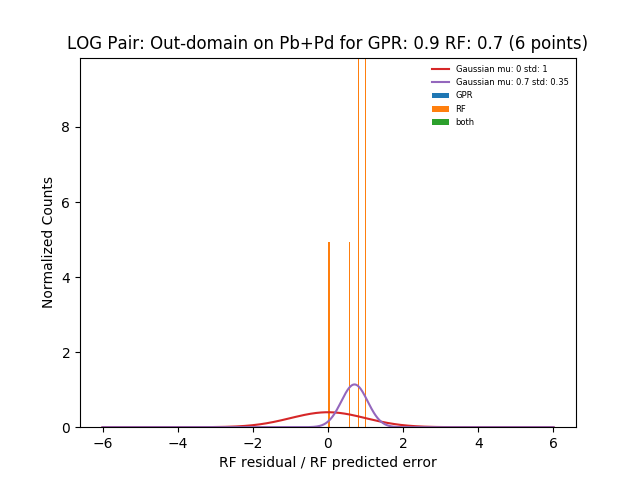 LOG Pair: Out-domain on Pb+Pd for GPR: 0.9 RF: 0.7 (6 points)
Gaussian mu: 0 std: 1
Gaussian mu: 0.7 std: 0.35
GPR
RF
both
Normalized Counts
8
6
4
2
0
−6 −4 −2 0 2 4 6
RF residual / RF predicted error